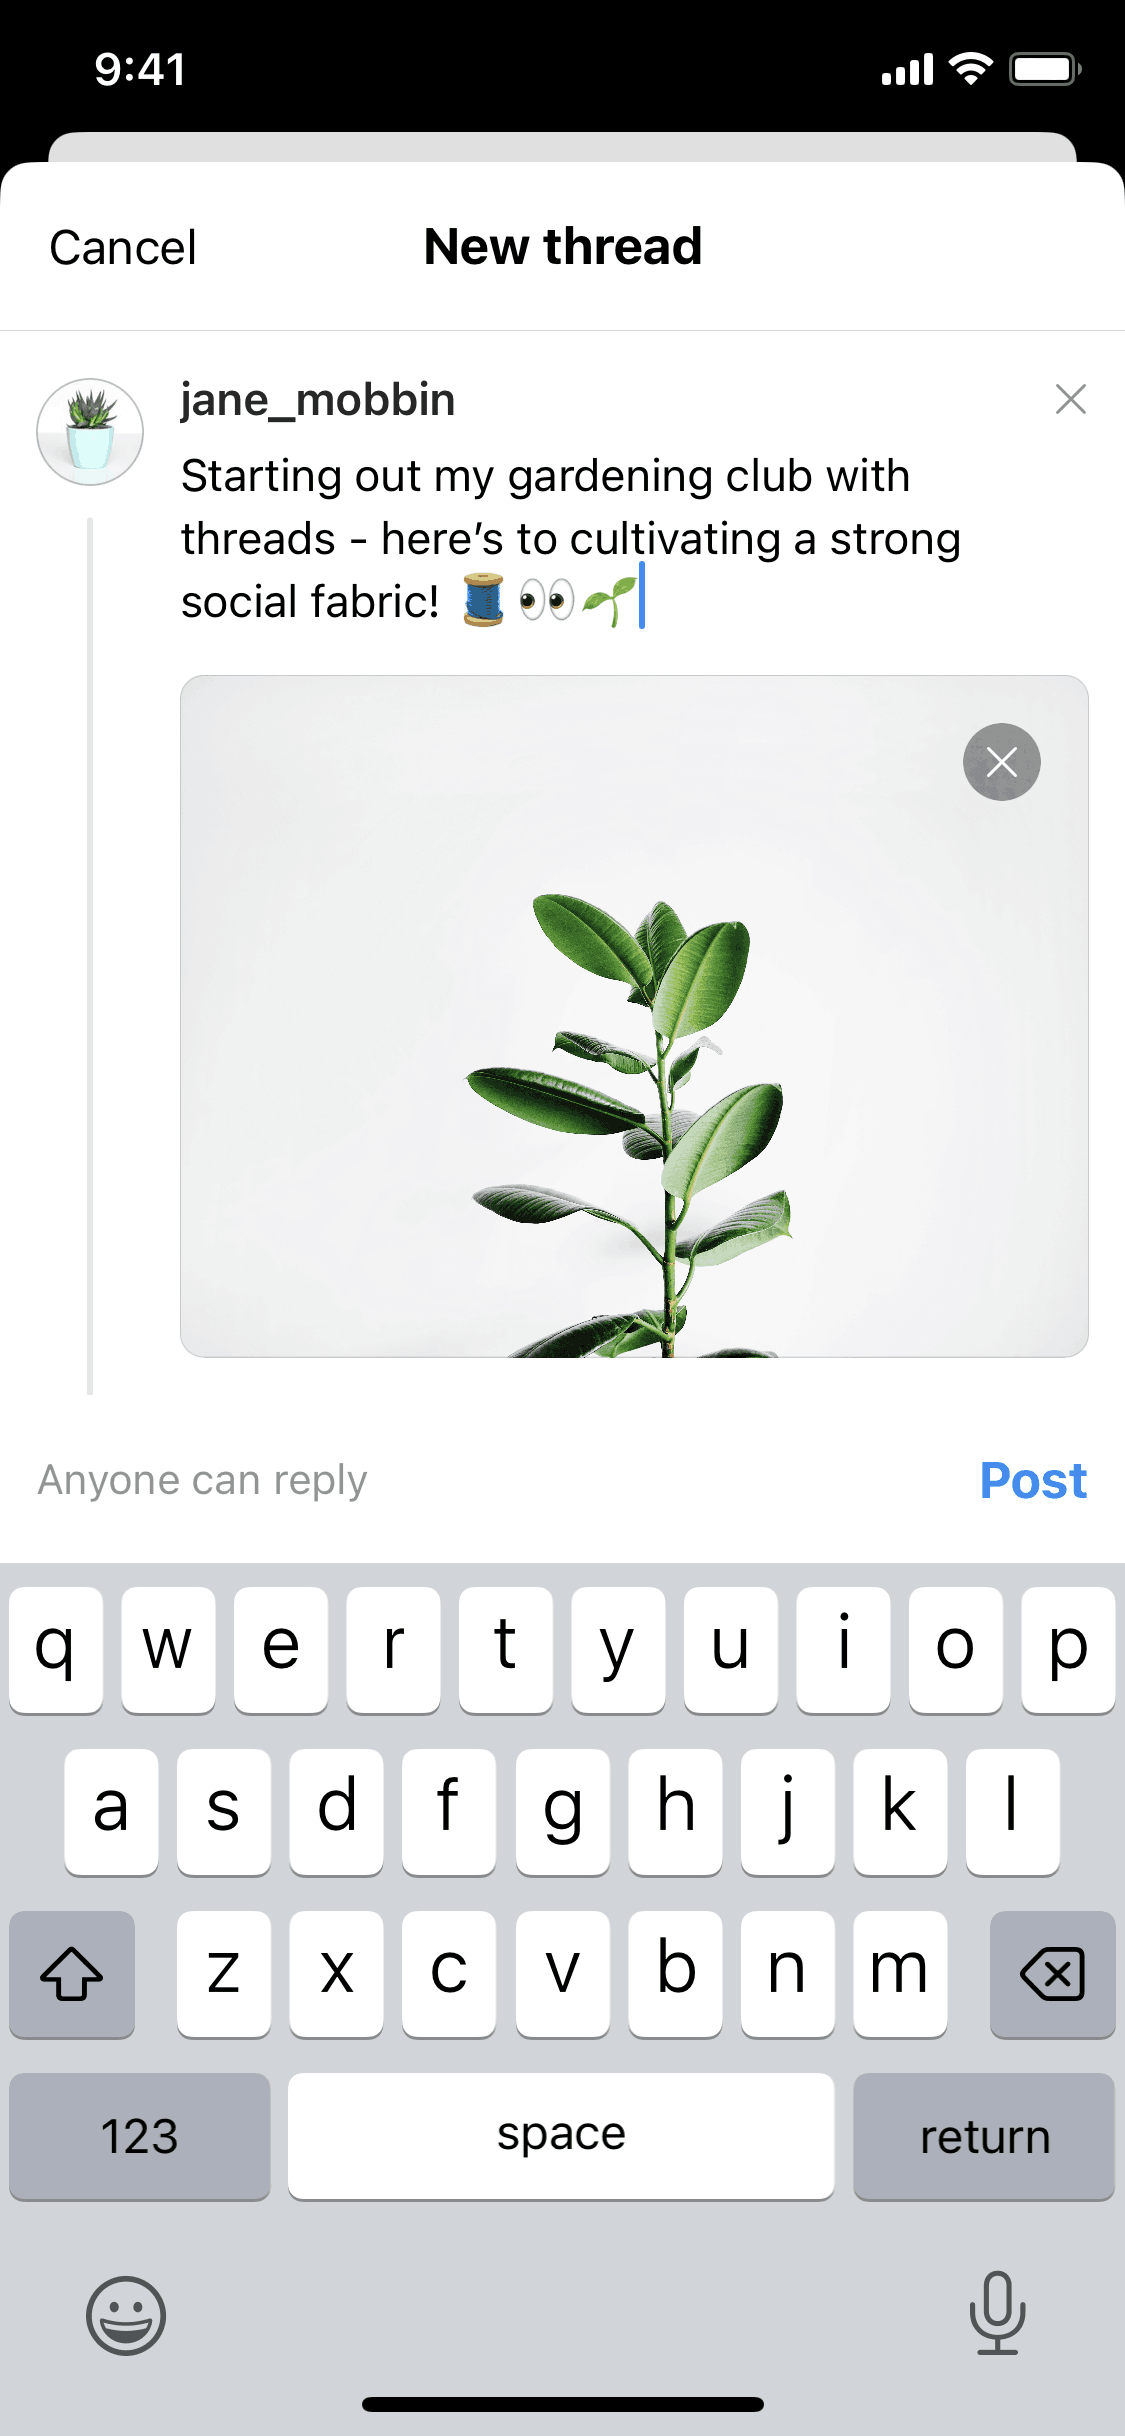 9:41
Cancel
New thread
jane_mobbin
Starting out my gardening club with
threads - here’s to cultivating a strong
social fabric! 🧵👀🌱
Anyone can reply
Post
q w e r t y u i o p
a s d f g h j k l
z x c v b n m
123
space
return